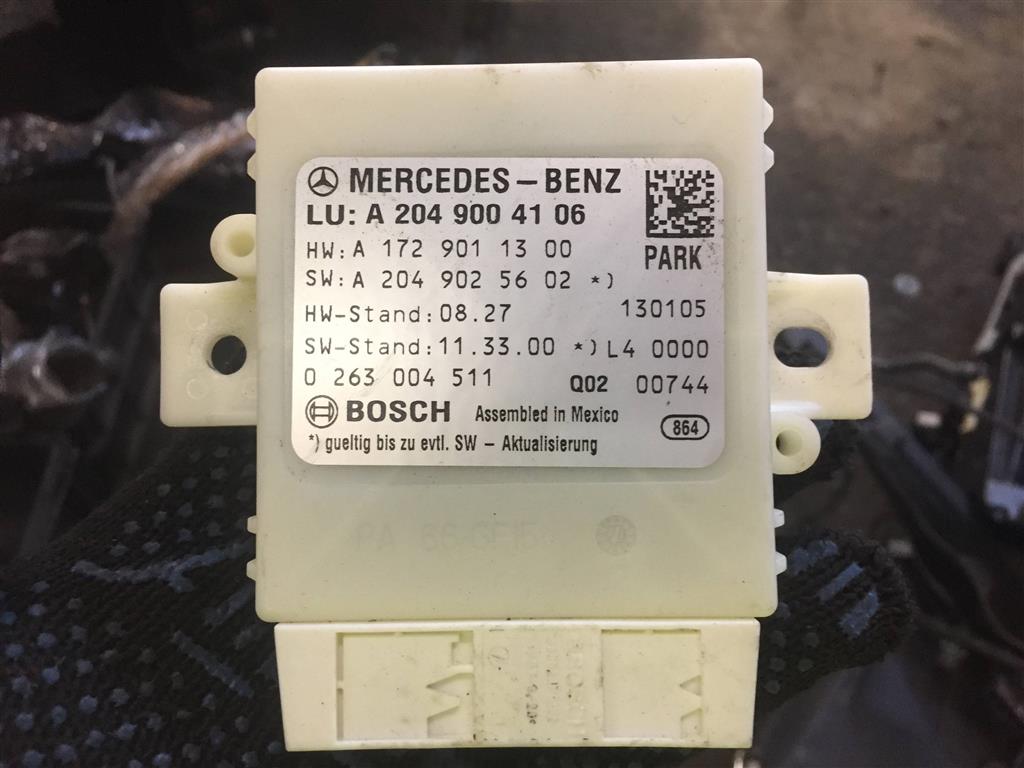 MERCEDES-BENZ
LU: A 204 900 41 06
PARK
HW: A 172 901 13 00
SW: A 204 902 56 02 *)
HW-Stand: 08.27 130105
SW-Stand: 11.33.00 *) L4 0000
0 263 004 511 Q02 00744
BOSCH Assembled in Mexico 864
*) gueltig bis zu evtl. SW - Aktualisierung
PA 66